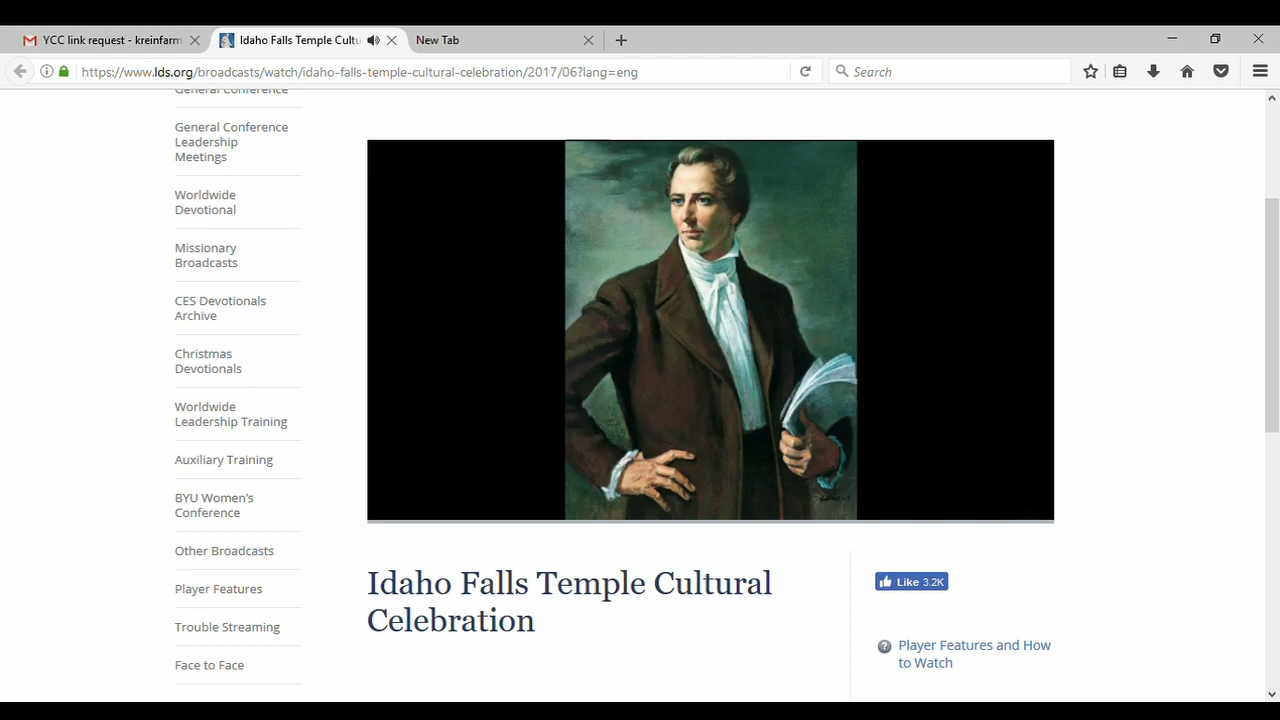 YCC link request - kreinfarm
Idaho Falls Temple Cultu
New Tab
https://www.lds.org/broadcasts/watch/idaho-falls-temple-cultural-celebration/2017/06?lang=eng
Search
General Conference
General Conference
Leadership
Meetings
Worldwide
Devotional
Missionary
Broadcasts
CES Devotionals
Archive
Christmas
Devotionals
Worldwide
Leadership Training
Auxiliary Training
BYU Women's
Conference
Other Broadcasts
Player Features
Trouble Streaming
Face to Face
Idaho Falls Temple Cultural
Celebration
Like 3.2K
Player Features and How
to Watch